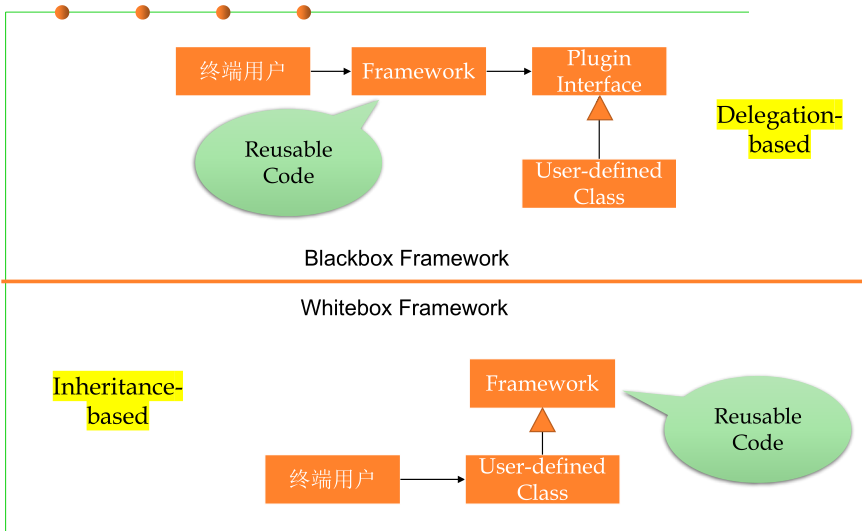 终端用户
Framework
Plugin
Interface
Delegation-
based
Reusable
Code
User-defined
Class
Blackbox Framework
Whitebox Framework
Inheritance-
based
Framework
Reusable
Code
终端用户
User-defined
Class